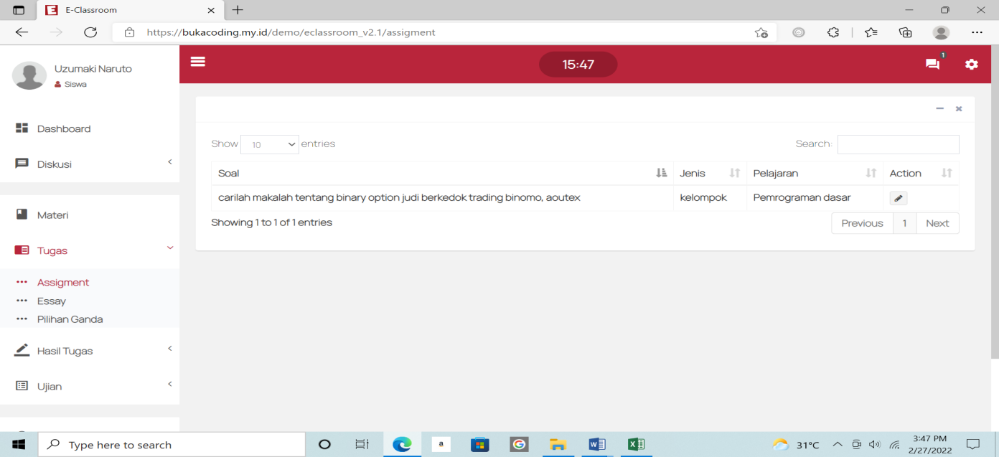 E-Classroom
https://bukacoding.my.id/demo/eclassroom_v2.1/assigment
Uzumaki Naruto
Siswa
15:47
1
Dashboard
Diskusi
Materi
Tugas
Assigment
Essay
Pilihan Ganda
Hasil Tugas
Ujian
Show 10 entries
Search:
Soal Jenis Pelajaran Action
carilah makalah tentang binary option judi berkedok trading binomo, aoutex kelompok Pemrograman dasar
Showing 1 to 1 of 1 entries
Previous 1 Next
Type here to search
31°C
3:47 PM
2/27/2022